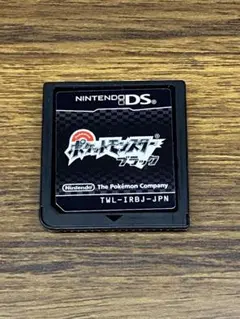 NINTENDO DS
ポケットモンスター
ブラック
Nintendo The Pokémon Company
TWL-IRBJ-JPN